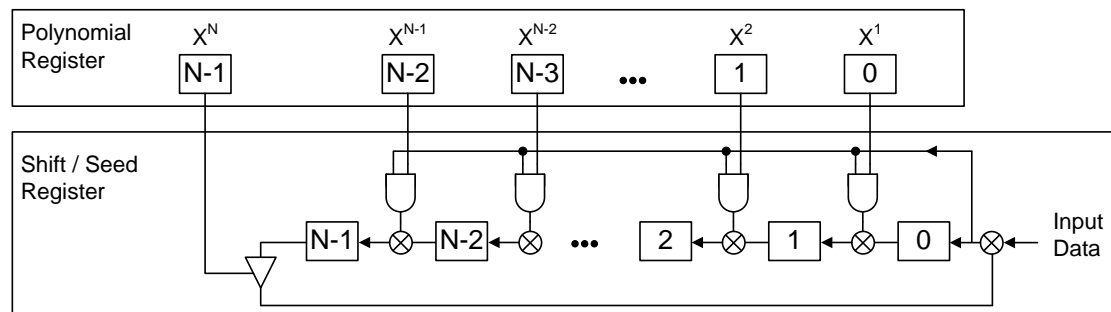 Polynomial
Register
X^N X^N-1 X^N-2 X^2 X^1
N-1 N-2 N-3 ••• 1 0
Shift / Seed
Register
N-1 N-2 ••• 2 1 0
Input
Data